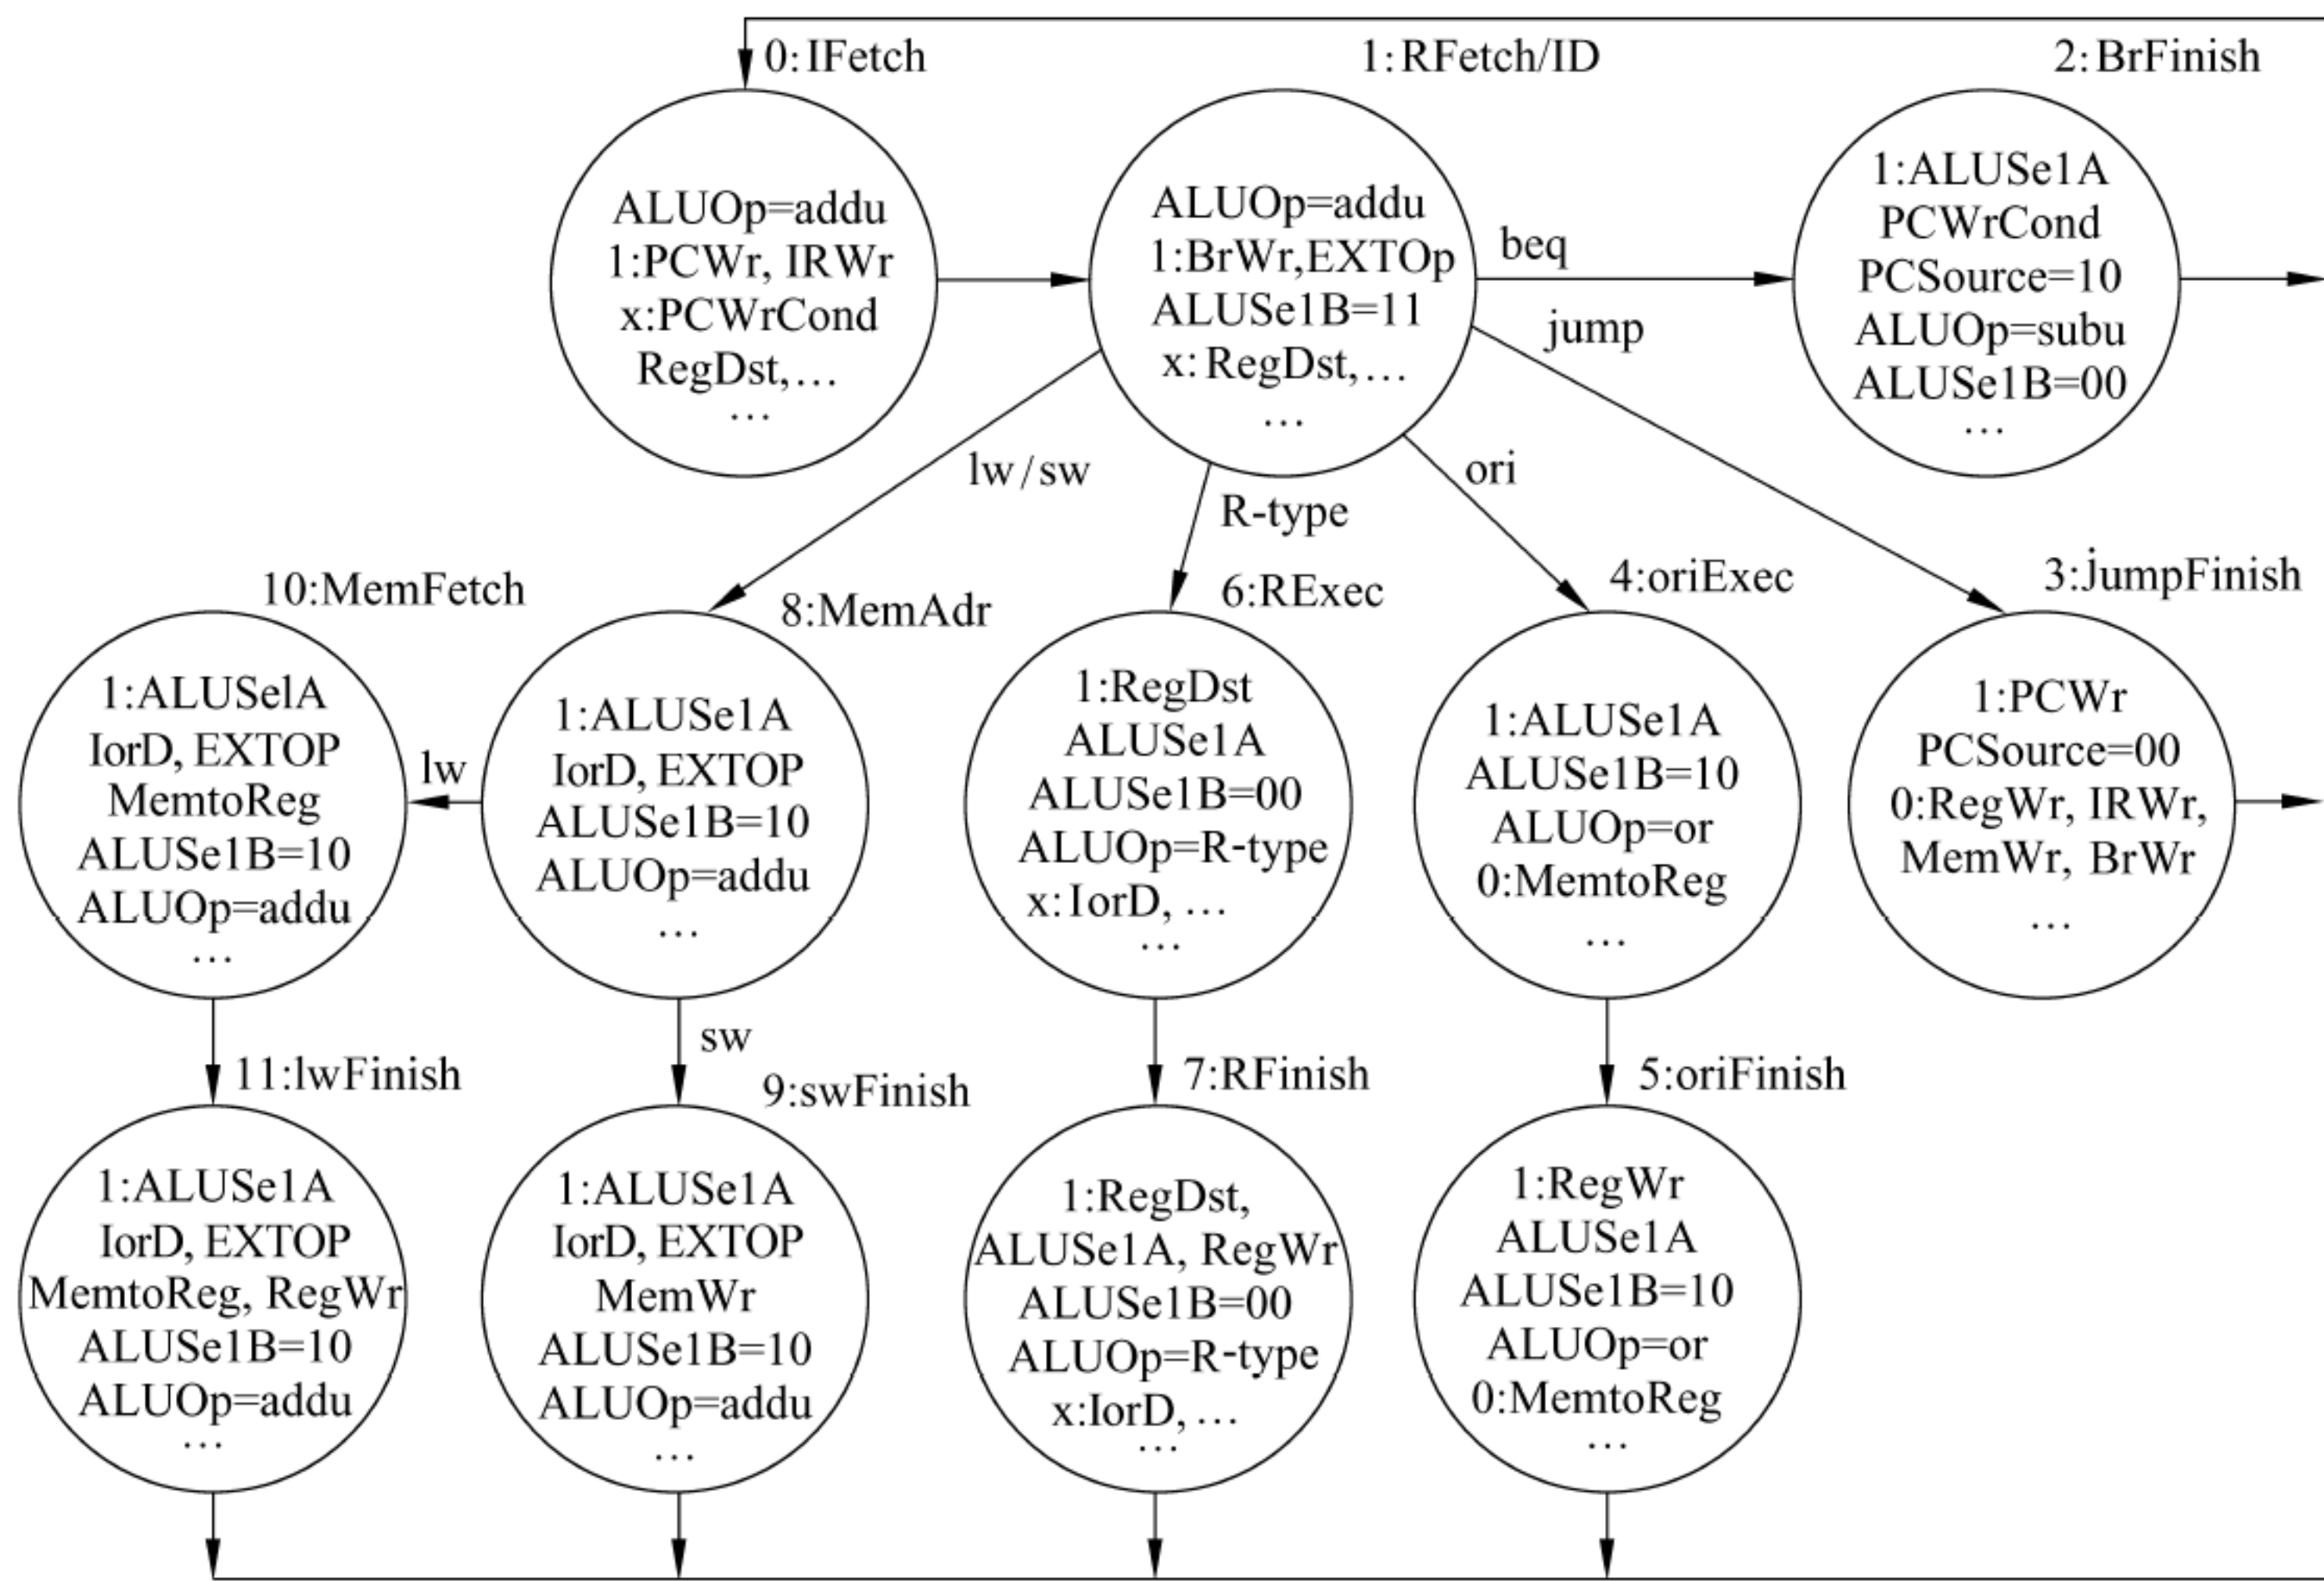 0:IFetch
ALUOp=addu
1:PCWr, IRWr
x:PCWrCond
RegDst,...
...
1:RFetch/ID
ALUOp=addu
1:BrWr,EXTOp
ALUSe1B=11
x:RegDst,...
...
beq
jump
2:BrFinish
1:ALUSe1A
PCWrCond
PCSource=10
ALUOp=subu
ALUSe1B=00
...
lw/sw
R-type
ori
10:MemFetch
1:ALUSelA
IorD, EXTOP
MemtoReg
ALUSe1B=10
ALUOp=addu
...
lw
8:MemAdr
1:ALUSe1A
IorD, EXTOP
ALUSe1B=10
ALUOp=addu
...
6:RExec
1:RegDst
ALUSe1A
ALUSe1B=00
ALUOp=R-type
x:IorD, ...
...
4:oriExec
1:ALUSe1A
ALUSe1B=10
ALUOp=or
0:MemtoReg
...
3:jumpFinish
1:PCWr
PCSource=00
0:RegWr, IRWr,
MemWr, BrWr
...
11:lwFinish
1:ALUSe1A
IorD, EXTOP
MemtoReg, RegWr
ALUSe1B=10
ALUOp=addu
...
sw
9:swFinish
1:ALUSe1A
IorD, EXTOP
MemWr
ALUSe1B=10
ALUOp=addu
...
7:RFinish
1:RegDst,
ALUSe1A, RegWr
ALUSe1B=00
ALUOp=R-type
x:IorD, ...
...
5:oriFinish
1:RegWr
ALUSe1A
ALUSe1B=10
ALUOp=or
0:MemtoReg
...